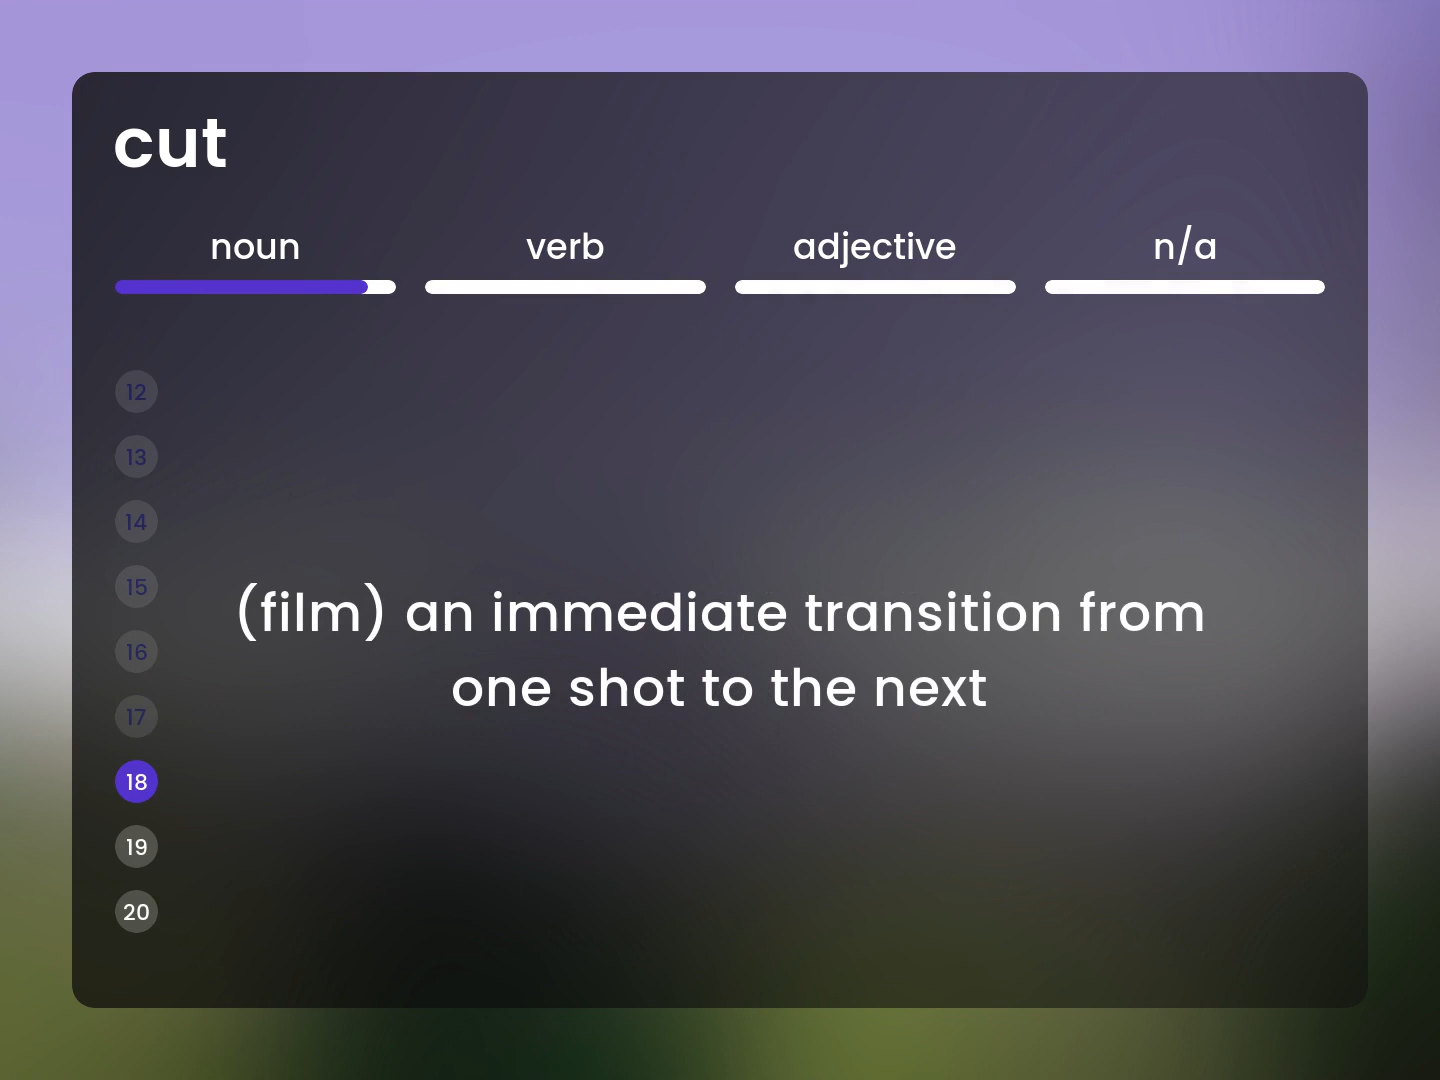 cut
noun verb adjective n/a
12
13
14
15
16
17
18
19
20
(film) an immediate transition from
one shot to the next